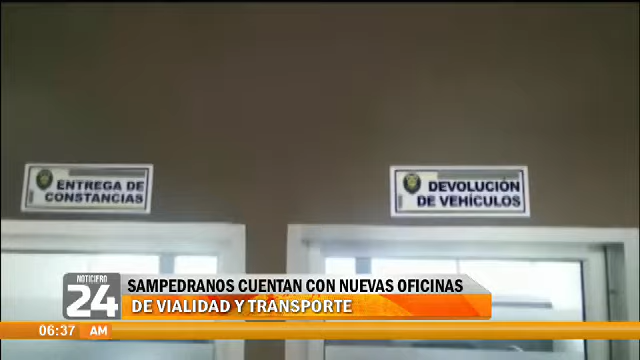 ENTREGA DE
CONSTANCIAS
DEVOLUCIÓN
DE VEHÍCULOS
NOTICIERO
24
SAMPEDRANOS CUENTAN CON NUEVAS OFICINAS
DE VIALIDAD Y TRANSPORTE
06:37 AM